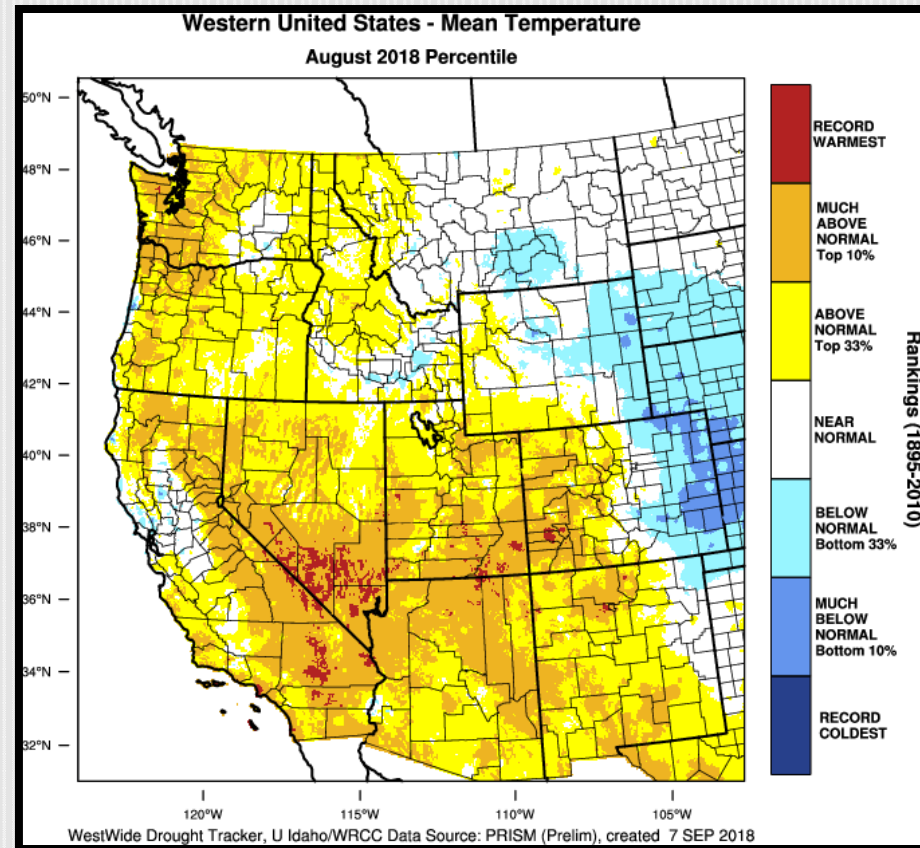 Western United States - Mean Temperature
August 2018 Percentile
50°N
48°N
46°N
44°N
42°N
40°N
38°N
36°N
34°N
32°N
120°W
115°W
110°W
105°W
RECORD
WARMEST
MUCH
ABOVE
NORMAL
Top 10%
ABOVE
NORMAL
Top 33%
NEAR
NORMAL
BELOW
NORMAL
Bottom 33%
MUCH
BELOW
NORMAL
Bottom 10%
RECORD
COLDEST
Rankings (1895-2010)
WestWide Drought Tracker, U Idaho/WRCC Data Source: PRISM (Prelim), created 7 SEP 2018